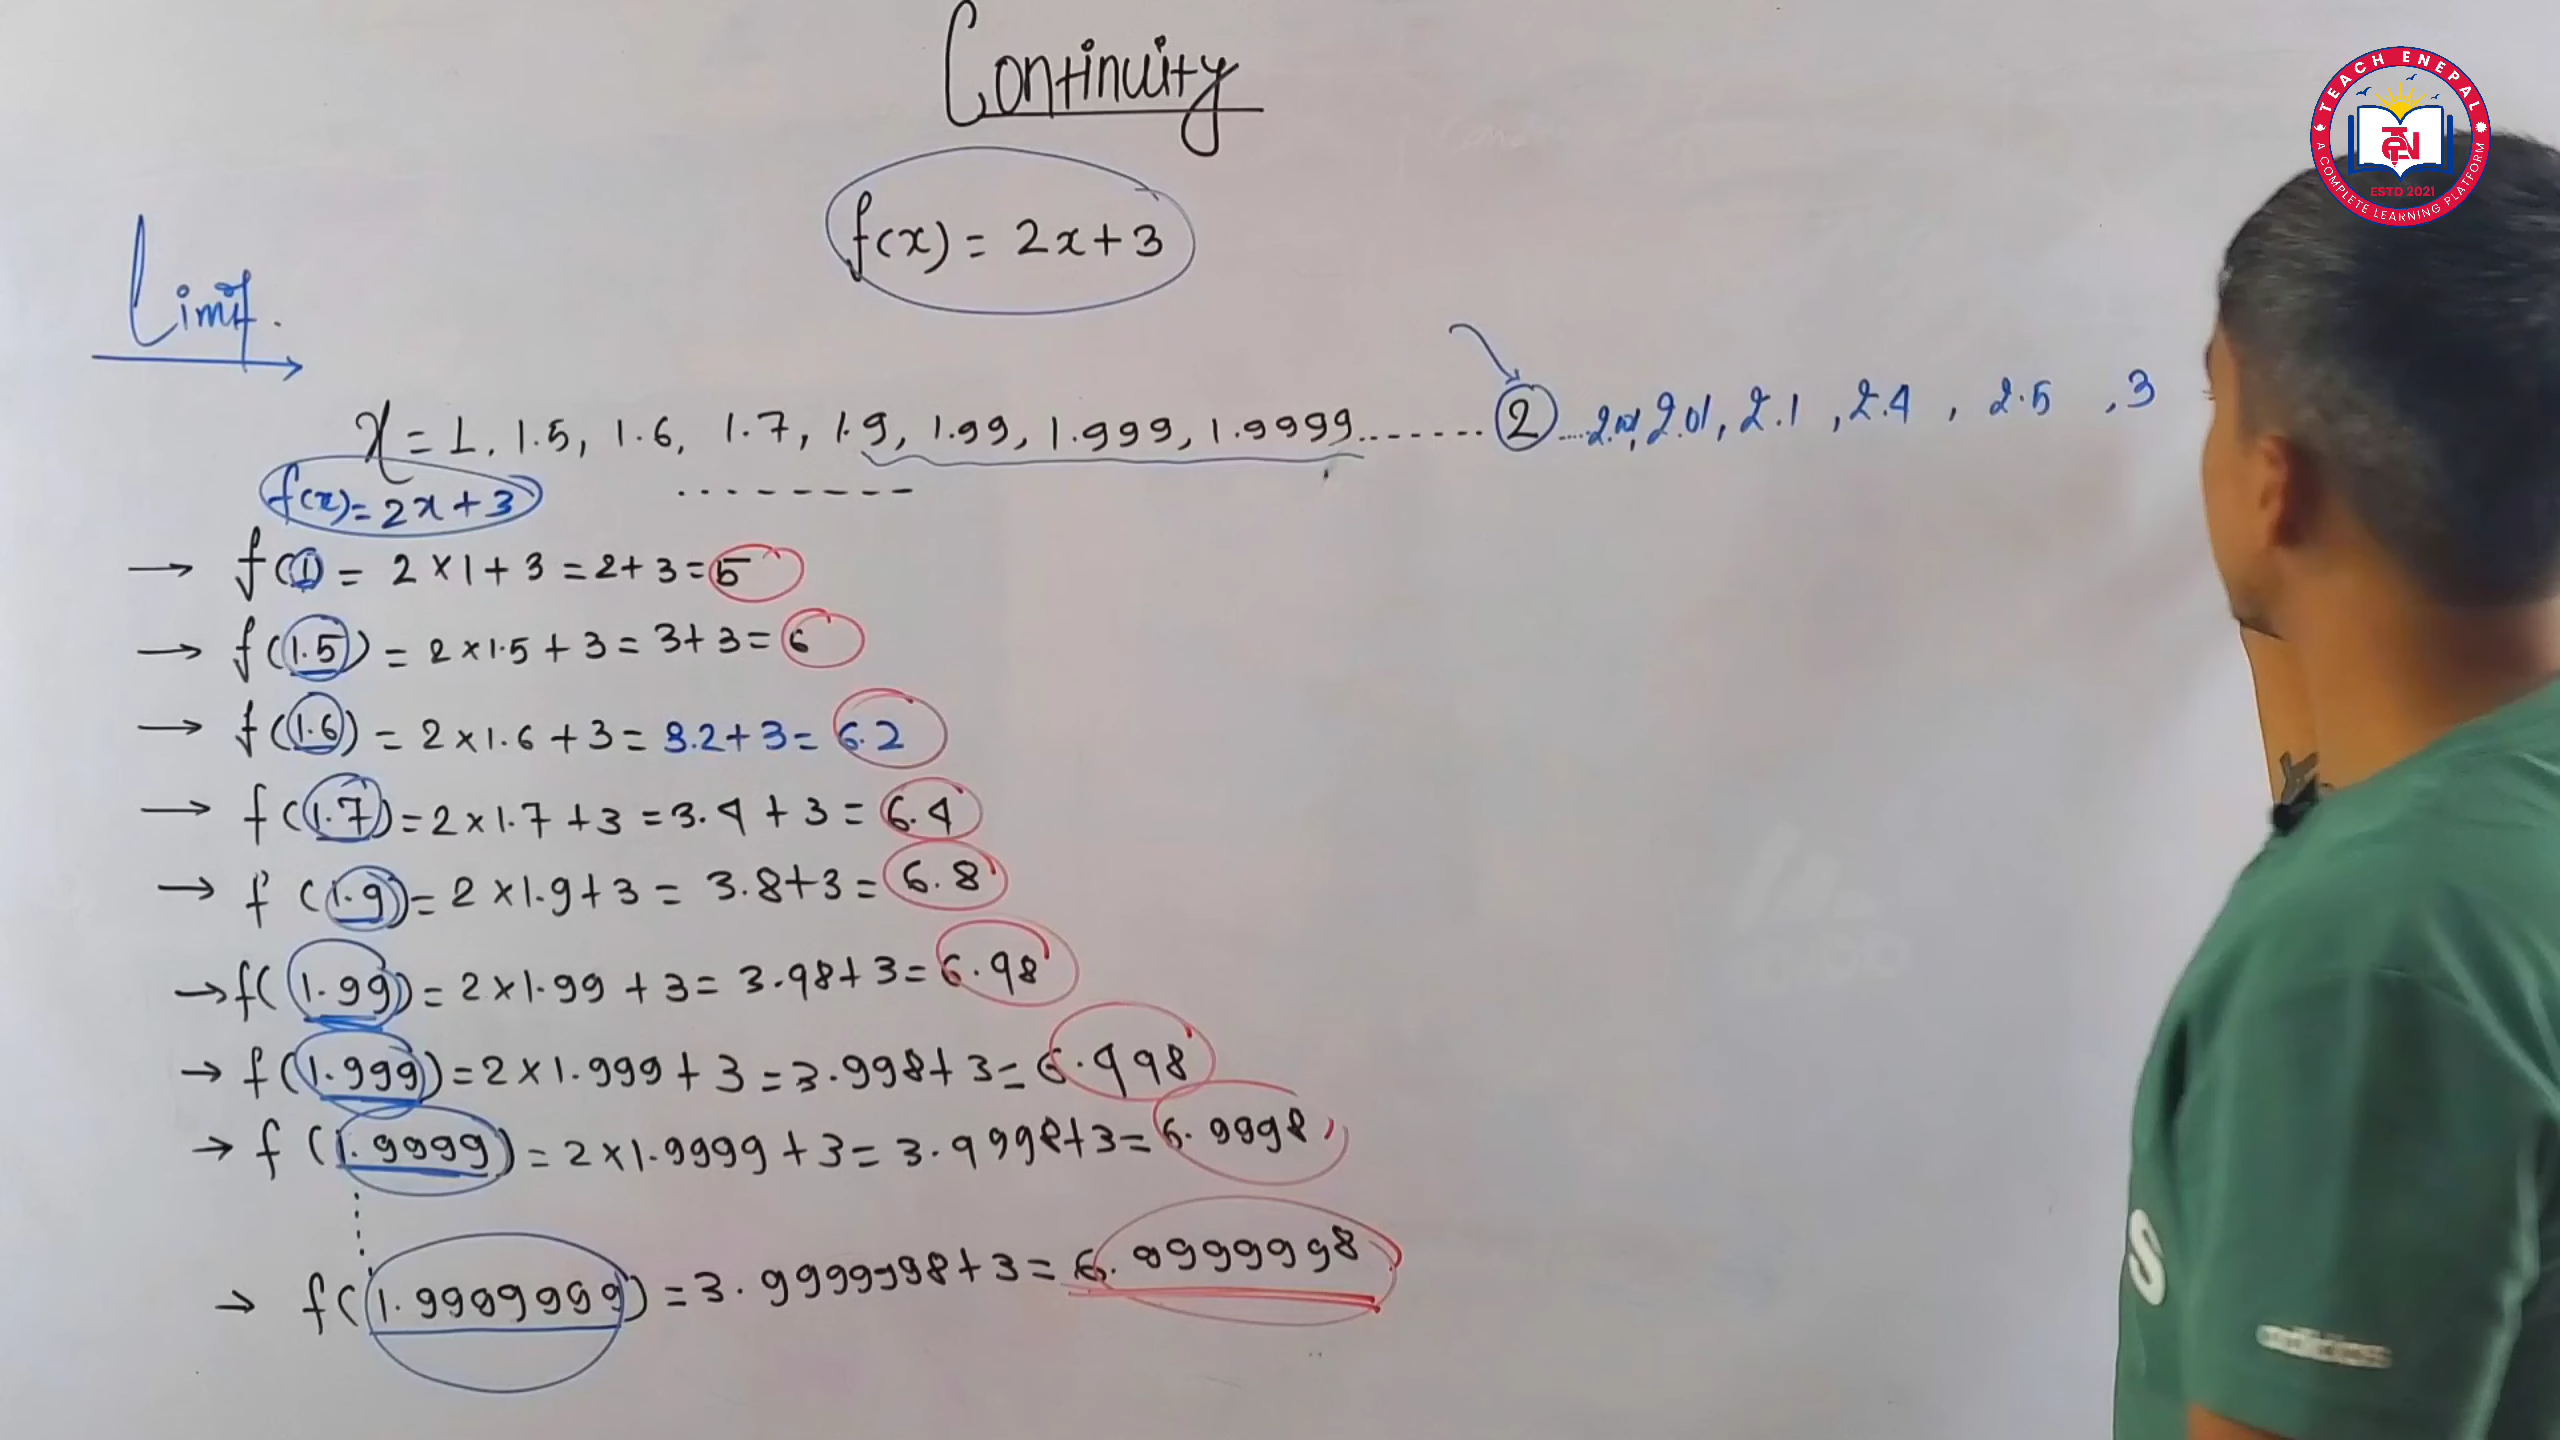 Continuity
TEACH ENEPAL
A COMPLETE LEARNING PLATFORM
ESTD 2021
f(x) = 2x+3
Limit.
x = 1, 1.5, 1.6, 1.7, 1.9, 1.99, 1.999, 1.9999.......2....2.01, 2.1, 2.4, 2.5, 3
f(x)=2x+3 .........
→ f(1) = 2×1+3 = 2+3 = 5
→ f(1.5) = 2×1.5+3 = 3+3 = 6
→ f(1.6) = 2×1.6+3 = 3.2+3 = 6.2
→ f(1.7) = 2×1.7+3 = 3.4+3 = 6.4
→ f(1.9) = 2×1.9+3 = 3.8+3 = 6.8
→ f(1.99) = 2×1.99+3 = 3.98+3 = 6.98
→ f(1.999) = 2×1.999+3 = 3.998+3 = 6.998
→ f(1.9999) = 2×1.9999+3 = 3.9998+3 = 6.9998
→ f(1.9999999) = 3.9999998+3 = 6.9999998